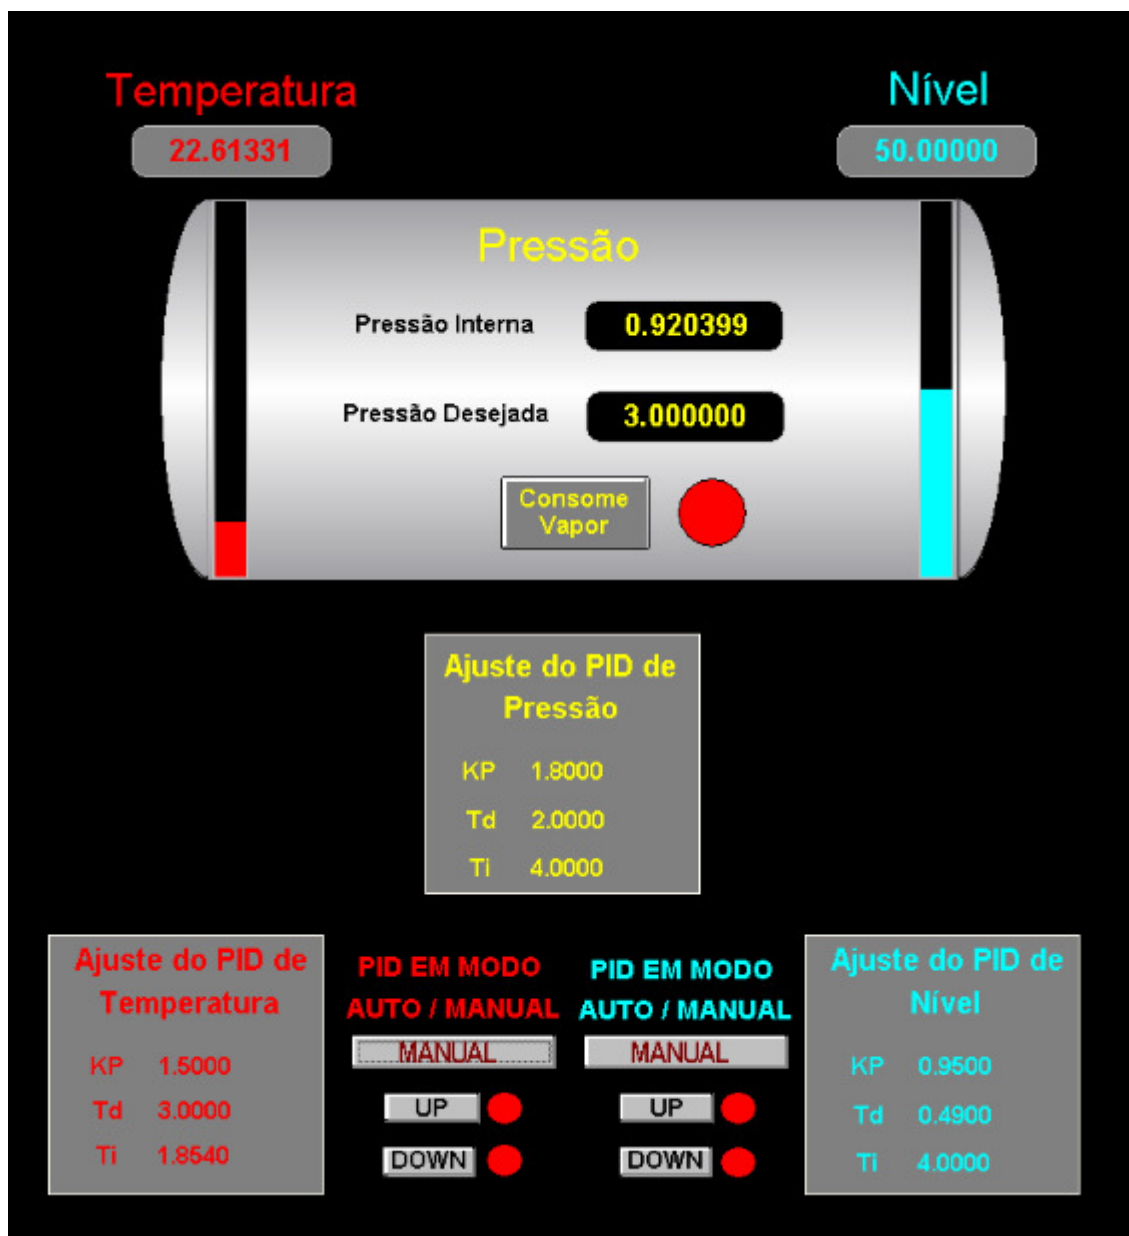 Temperatura
Nível
22.61331
50.00000
Pressão
Pressão Interna 0.920399
Pressão Desejada 3.000000
Consome
Vapor
Ajuste do PID de
Pressão
KP 1.8000
Td 2.0000
Ti 4.0000
Ajuste do PID de
Temperatura
KP 1.5000
Td 3.0000
Ti 1.8540
PID EM MODO
AUTO / MANUAL
MANUAL
UP
DOWN
PID EM MODO
AUTO / MANUAL
MANUAL
UP
DOWN
Ajuste do PID de
Nível
KP 0.9500
Td 0.4900
Ti 4.0000